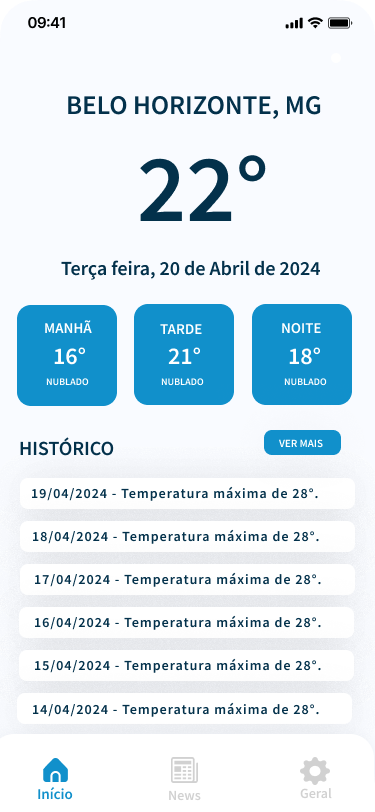 09:41
BELO HORIZONTE, MG
22°
Terça feira, 20 de Abril de 2024
MANHÃ
16°
NUBLADO
TARDE
21°
NUBLADO
NOITE
18°
NUBLADO
HISTÓRICO
VER MAIS
19/04/2024 - Temperatura máxima de 28°.
18/04/2024 - Temperatura máxima de 28°.
17/04/2024 - Temperatura máxima de 28°.
16/04/2024 - Temperatura máxima de 28°.
15/04/2024 - Temperatura máxima de 28°.
14/04/2024 - Temperatura máxima de 28°.
Início
News
Geral